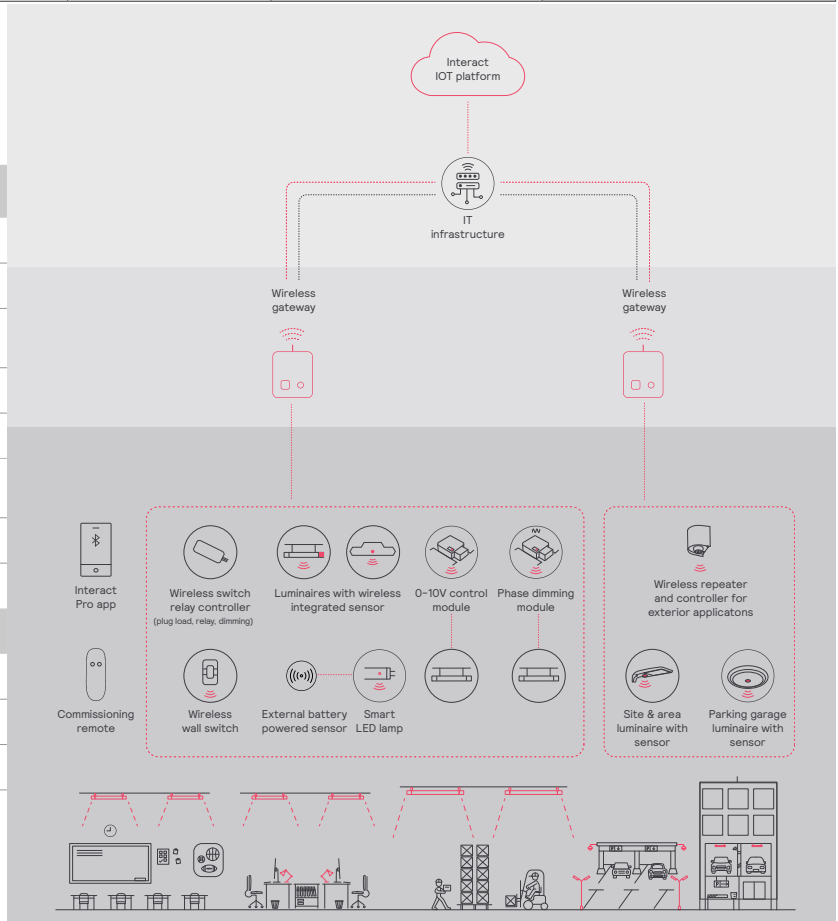 Interact
IOT platform
IT
infrastructure
Wireless
gateway
Wireless
gateway
Interact
Pro app
Wireless switch
relay controller
(plug load, relay, dimming)
Luminaires with wireless
integrated sensor
0-10V control
module
Phase dimming
module
Wireless repeater
and controller for
exterior applicatons
Commissioning
remote
Wireless
wall switch
External battery
powered sensor
Smart
LED lamp
Site & area
luminaire with
sensor
Parking garage
luminaire with
sensor